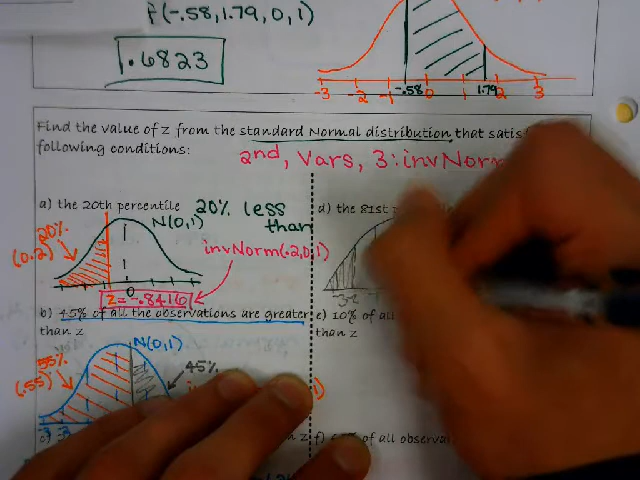 f(-.58,1.79,0,1)
.6823
-3 -2 -1 -.58 0 1 1.79 2 3
Find the value of z from the standard Normal distribution that satis
following conditions:
2nd, Vars, 3:invNorm
a) the 20th percentile
20% less
than
N(0,1)
20%
(0.2)
invNorm(.2,0,1)
0
z=-.8416
b) 45% of all the observations are greater
than z
N(0,1)
55%
(.55)
45%
-3
d) the 81st
e) 10% of all
than z
f)
of all observa